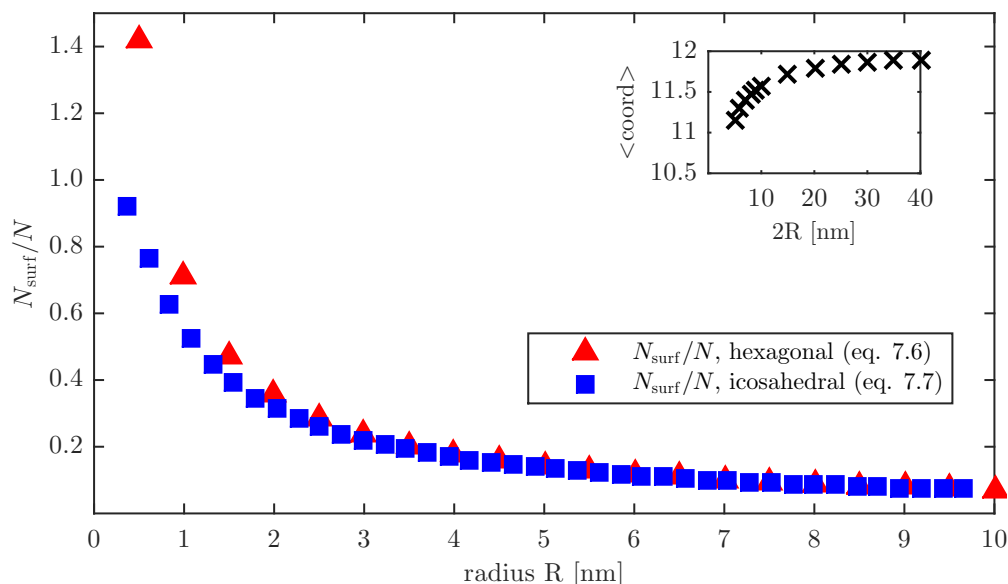 1.4
1.2
1.0
0.8
0.6
0.4
0.2
N_surf/N
0 1 2 3 4 5 6 7 8 9 10
radius R [nm]
12
11.5
11
10.5
<coord>
10 20 30 40
2R [nm]
N_surf/N, hexagonal (eq. 7.6)
N_surf/N, icosahedral (eq. 7.7)